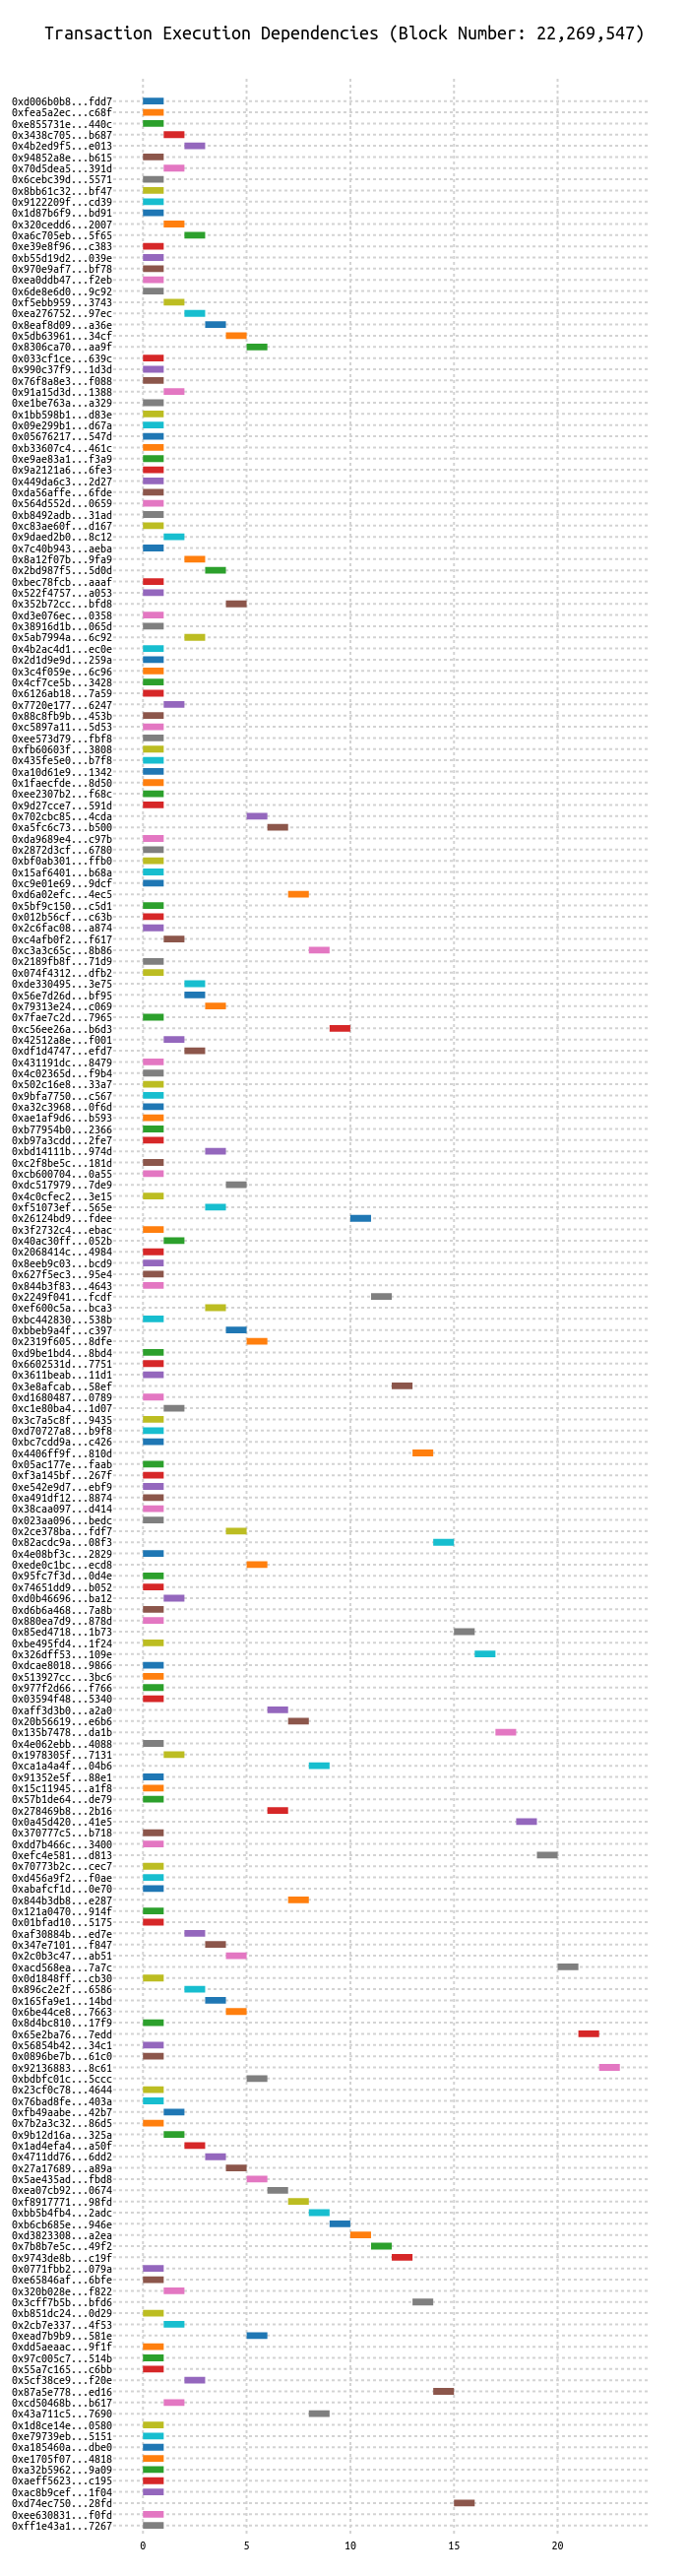 Transaction Execution Dependencies (Block Number: 22,269,547)
0xd006b0b8...fdd7
0xfea5a2ec...c68f
0xe855731e...440c
0x3438c705...b687
0x4b2ed9f5...e013
0x94852a8e...b615
0x70d5dea5...391d
0x6cebc39d...5571
0x8bb61c32...bf47
0x9122209f...cd39
0x1d87b6f9...bd91
0x320cedd6...2007
0xa6c705eb...5f65
0xe39e8f96...c383
0xb55d19d2...039e
0x970e9af7...bf78
0xea0ddb47...f2eb
0x6de8e6d0...9c92
0xf5ebb959...3743
0xea276752...97ec
0x8eaf8d09...a36e
0x5db63961...34cf
0x8306ca70...aa9f
0x033cf1ce...639c
0x990c37f9...1d3d
0x76f8a8e3...f088
0x91a15d3d...1388
0xe1be763a...a329
0x1bb598b1...d83e
0x09e299b1...d67a
0x05676217...547d
0xb33607c4...461c
0xe9ae83a1...f3a9
0x9a2121a6...6fe3
0x449da6c3...2d27
0xda56affe...6fde
0x564d552d...0659
0xb8492adb...31ad
0xc83ae60f...d167
0x9daed2b0...8c12
0x7c40b943...aeba
0x8a12f07b...9fa9
0x2bd987f5...5d0d
0xbec78fcb...aaaf
0x522f4757...a053
0x352b72cc...bfd8
0xd3e076ec...0358
0x38916d1b...065d
0x5ab7994a...6c92
0x4b2ac4d1...ec0e
0x2d1d9e9d...259a
0x3c4f059e...6c96
0x4cf7ce5b...3428
0x6126ab18...7a59
0x7720e177...6247
0x88c8fb9b...453b
0xc5897a11...5d53
0xee573d79...fbf8
0xfb60603f...3808
0x435fe5e0...b7f8
0xa10d61e9...1342
0x1faecfde...8d50
0xee2307b2...f68c
0x9d27cce7...591d
0x702cbc85...4cda
0xa5fc6c73...b500
0xda9689e4...c97b
0x2872d3cf...6780
0xbf0ab301...ffb0
0x15af6401...b68a
0xc9e01e69...9dcf
0xd6a02efc...4ec5
0x5bf9c150...c5d1
0x012b56cf...c63b
0x2c6fac08...a874
0xc4afb0f2...f617
0xc3a3c65c...8b86
0x2189fb8f...71d9
0x074f4312...dfb2
0xde330495...3e75
0x56e7d26d...bf95
0x79313e24...c069
0x7fae7c2d...7965
0xc56ee26a...b6d3
0x42512a8e...f001
0xdf1d4747...efd7
0x431191dc...8479
0x4c02365d...f9b4
0x502c16e8...33a7
0x9bfa7750...c567
0xa32c3968...0f6d
0xae1af9d6...b593
0xb77954b0...2366
0xb97a3cdd...2fe7
0xbd14111b...974d
0xc2f8be5c...181d
0xcb600704...0a55
0xdc517979...7de9
0x4c0cfec2...3e15
0xf51073ef...565e
0x26124bd9...fdee
0x3f2732c4...ebac
0x40ac30ff...052b
0x2068414c...4984
0x8eeb9c03...bcd9
0x627f5ec3...95e4
0x844b3f83...4643
0x2249f041...fcdf
0xef600c5a...bca3
0xbc442830...538b
0xbbeb9a4f...c397
0x2319f605...8dfe
0xd9be1bd4...8bd4
0x6602531d...7751
0x3611beab...11d1
0x3e8afcab...58ef
0xd1680487...0789
0xc1e80ba4...1d07
0x3c7a5c8f...9435
0xd70727a8...b9f8
0xbc7cdd9a...c426
0x4406ff9f...810d
0x05ac177e...faab
0xf3a145bf...267f
0xe542e9d7...ebf9
0xa491df12...8874
0x38caa097...d414
0x023aa096...bedc
0x2ce378ba...fdf7
0x82acdc9a...08f3
0x4e08bf3c...2829
0xede0c1bc...ecd8
0x95fc7f3d...0d4e
0x74651dd9...b052
0xd0b46696...ba12
0xd6b6a468...7a8b
0x880ea7d9...878d
0x85ed4718...1b73
0xbe495fd4...1f24
0x326dff53...109e
0xdcae8018...9866
0x513927cc...3bc6
0x977f2d66...f766
0x03594f48...5340
0xaff3d3b0...a2a0
0x20b56619...e6b6
0x135b7478...da1b
0x4e062ebb...4088
0x1978305f...7131
0xca1a4a4f...04b6
0x91352e5f...88e1
0x15c11945...a1f8
0x57b1de64...de79
0x278469b8...2b16
0x0a45d420...41e5
0x370777c5...b718
0xdd7b466c...3400
0xefc4e581...d813
0x70773b2c...cec7
0xd456a9f2...f0ae
0xabafcf1d...0e70
0x844b3db8...e287
0x121a0470...914f
0x01bfad10...5175
0xaf30884b...ed7e
0x347e7101...f847
0x2c0b3c47...ab51
0xacd568ea...7a7c
0x0d1848ff...cb30
0x896c2e2f...6586
0x165fa9e1...14bd
0x6be44ce8...7663
0x8d4bc810...17f9
0x65e2ba76...7edd
0x56854b42...34c1
0x0896be7b...61c0
0x92136883...8c61
0xbdbfc01c...5ccc
0x23cf0c78...4644
0x76bad8fe...403a
0xfb49aabe...42b7
0x7b2a3c32...86d5
0x9b12d16a...325a
0x1ad4efa4...a50f
0x4711dd76...6dd2
0x27a17689...a89a
0x5ae435ad...fbd8
0xea07cb92...0674
0xf8917771...98fd
0xbb5b4fb4...2adc
0xb6cb685e...946e
0xd3823308...a2ea
0x7b8b7e5c...49f2
0x9743de8b...c19f
0x0771fbb2...079a
0xe65846af...6bfe
0x320b028e...f822
0x3cff7b5b...bfd6
0xb851dc24...0d29
0x2cb7e337...4f53
0xead7b9b9...581e
0xdd5aeaac...9f1f
0x97c005c7...514b
0x55a7c165...c6bb
0x5cf38ce9...f20e
0x87a5e778...ed16
0xcd50468b...b617
0x43a711c5...7690
0x1d8ce14e...0580
0xe79739eb...5151
0xa185460a...dbe0
0xe1705f07...4818
0xa32b5962...9a09
0xaeff5623...c195
0xac8b9cef...1f04
0xd74ec750...28fd
0xee630831...f0fd
0xff1e43a1...7267
0 5 10 15 20